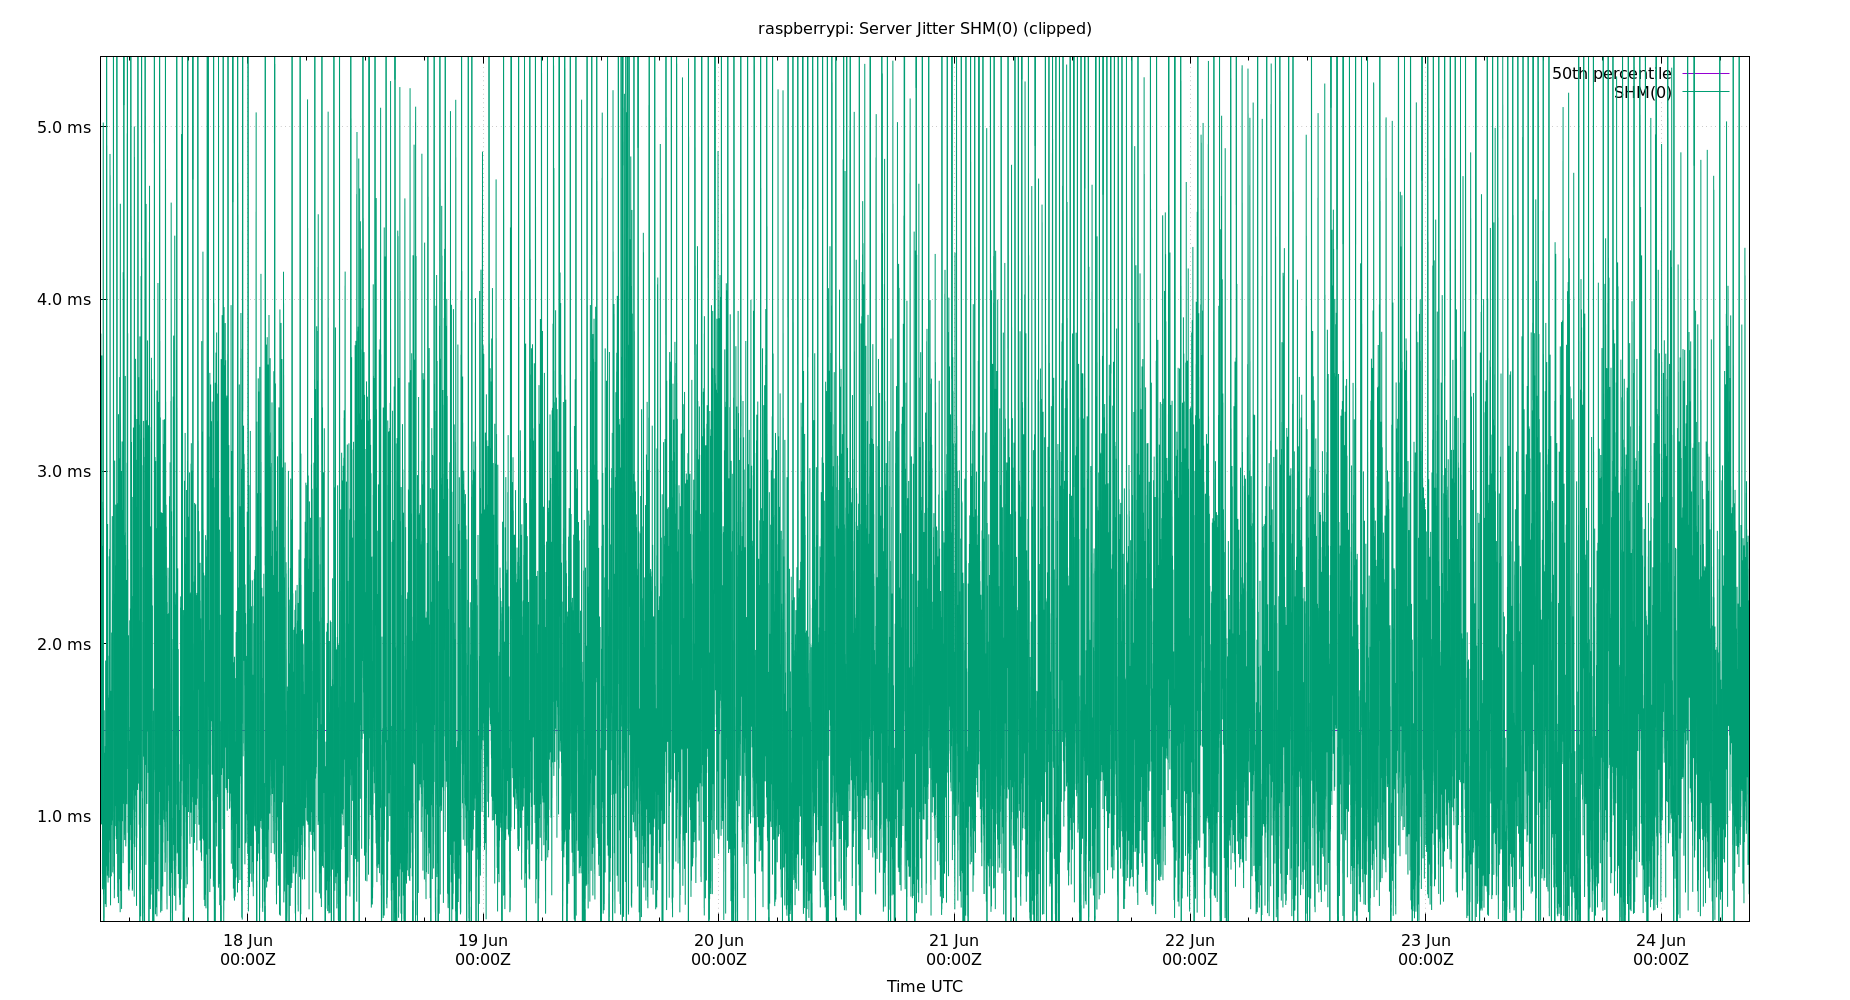 raspberrypi: Server Jitter SHM(0) (clipped)
50th percentile
SHM(0)
5.0 ms
4.0 ms
3.0 ms
2.0 ms
1.0 ms
18 Jun 19 Jun 20 Jun 21 Jun 22 Jun 23 Jun 24 Jun
00:00Z 00:00Z 00:00Z 00:00Z 00:00Z 00:00Z 00:00Z
Time UTC